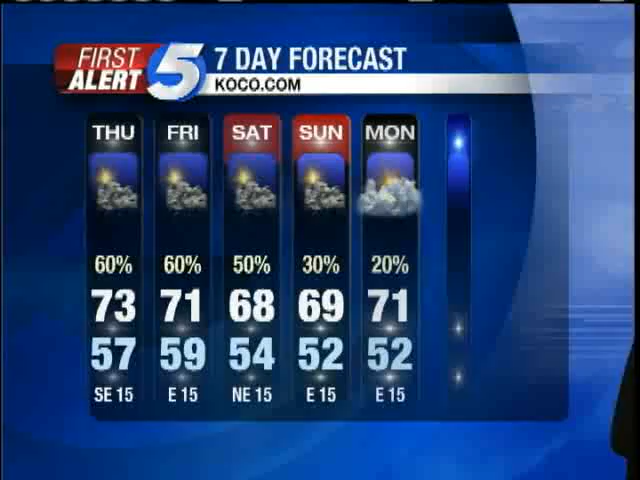 FIRST
ALERT 5
7 DAY FORECAST
KOCO.COM
THU FRI SAT SUN MON
60% 60% 50% 30% 20%
73 71 68 69 71
57 59 54 52 52
SE 15 E 15 NE 15 E 15 E 15